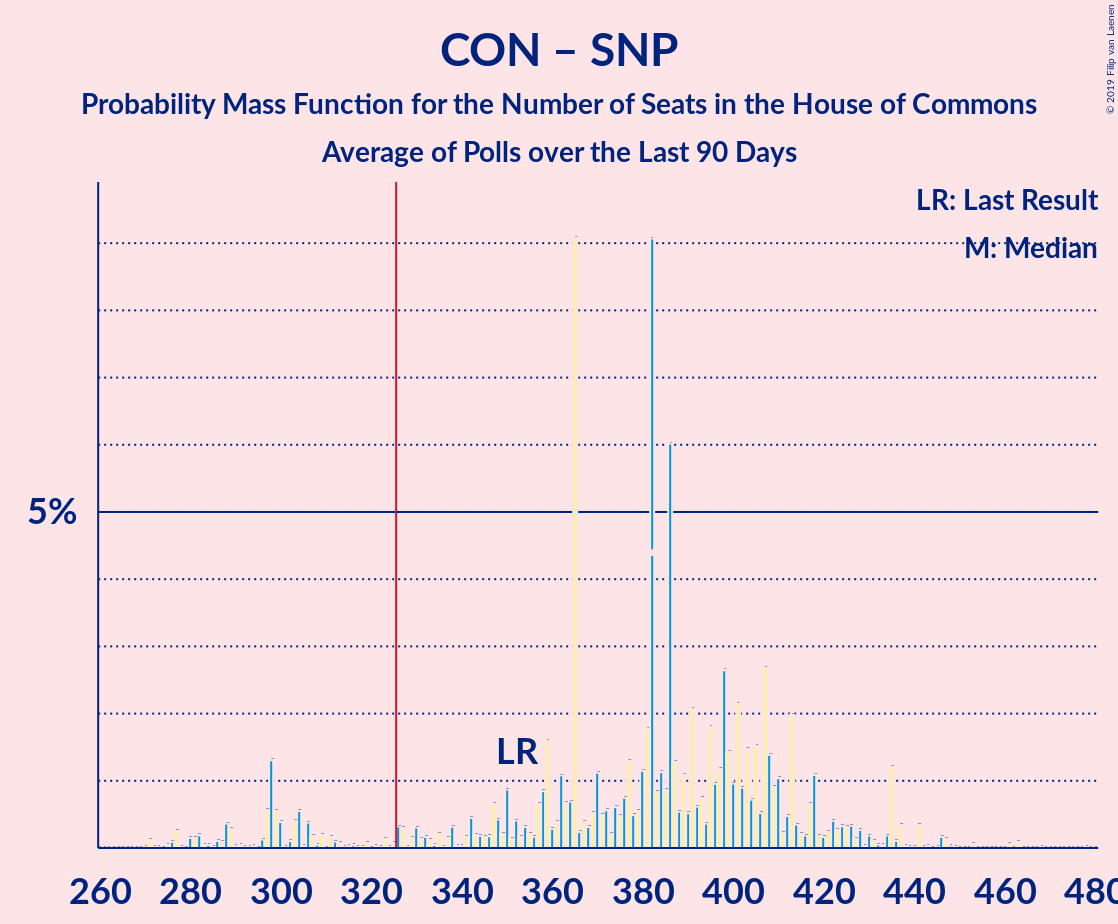 CON – SNP
Probability Mass Function for the Number of Seats in the House of Commons
Average of Polls over the Last 90 Days
© 2019 Filip van Laenen
LR: Last Result
M: Median
5%
LR
260 280 300 320 340 360 380 400 420 440 460 480